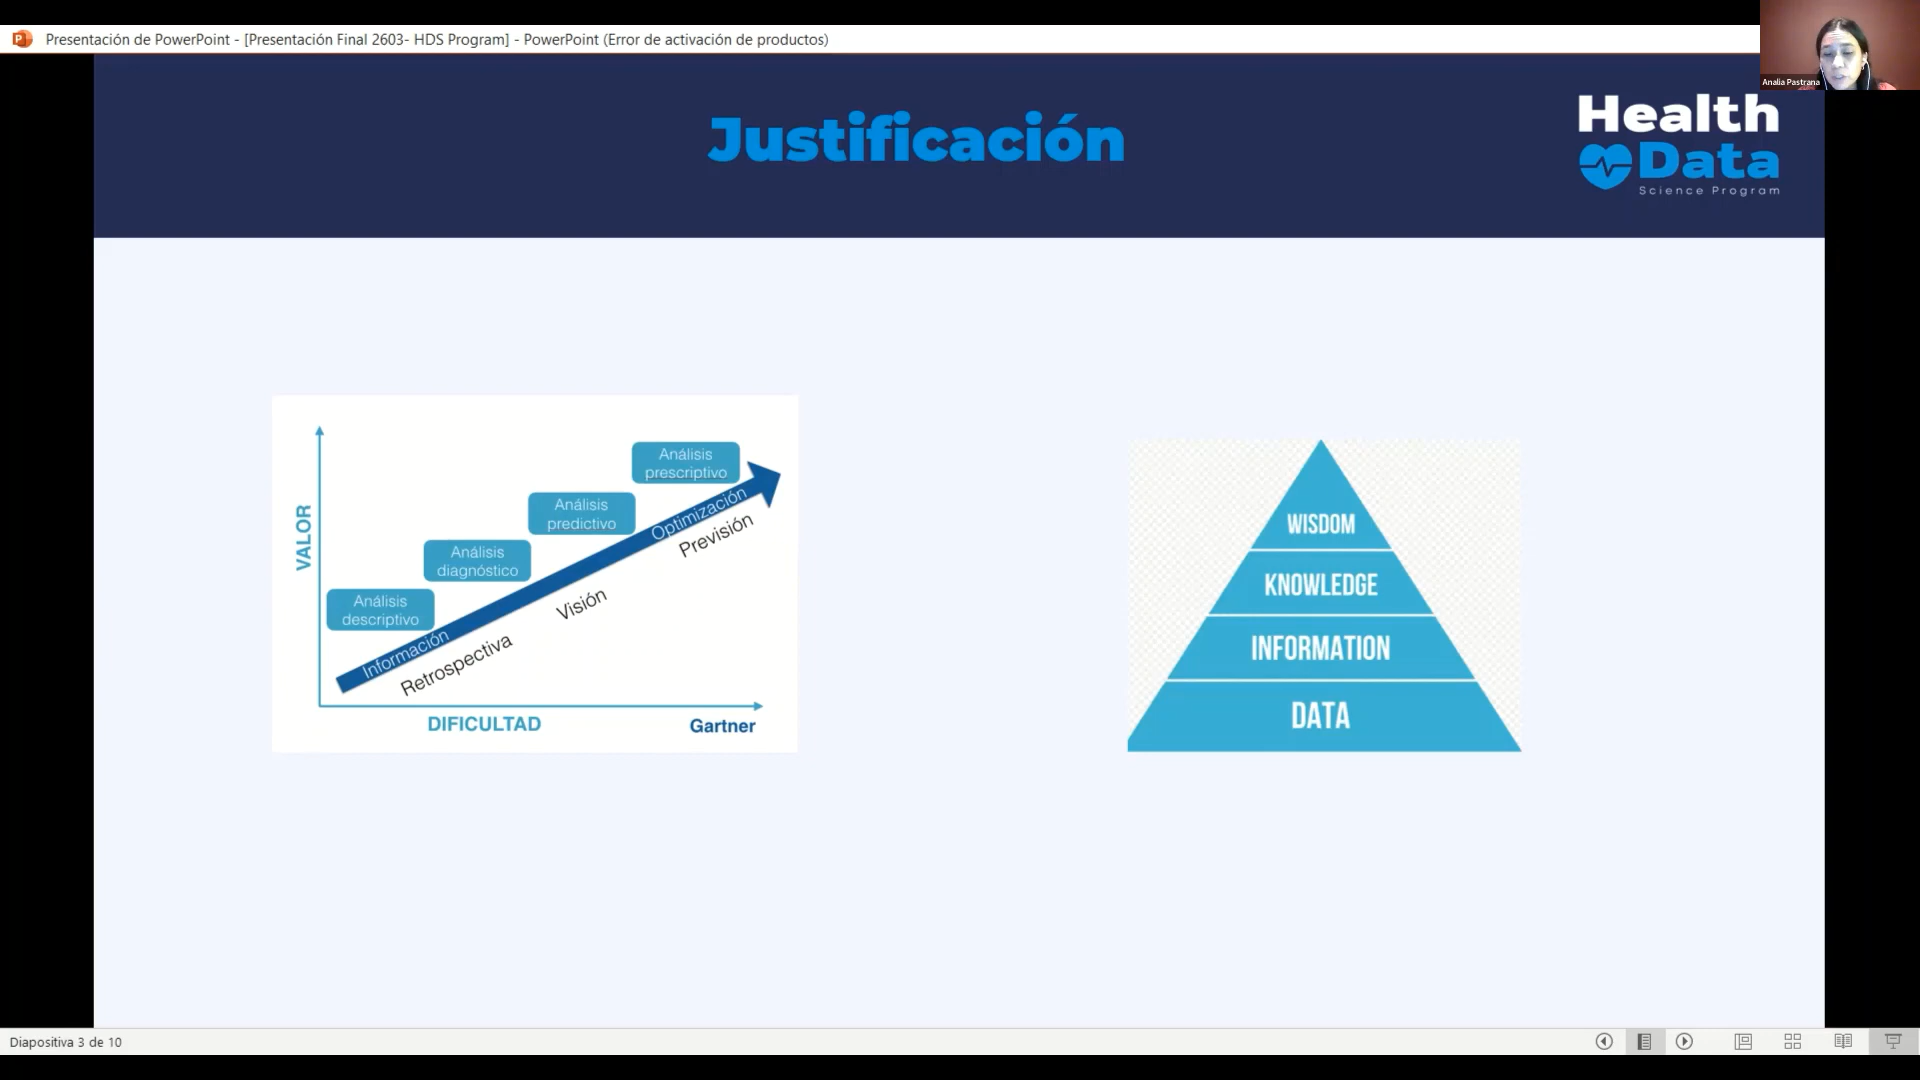 Presentación de PowerPoint - [Presentación Final 2603- HDS Program] - PowerPoint (Error de activación de productos)
Analia Pastrana
Justificación
Health
Data
Science Program
VALOR
Análisis
prescriptivo
Análisis
predictivo
Análisis
diagnóstico
Análisis
descriptivo
Información
Optimización
Retrospectiva
Visión
Previsión
DIFICULTAD
Gartner
WISDOM
KNOWLEDGE
INFORMATION
DATA
Diapositiva 3 de 10